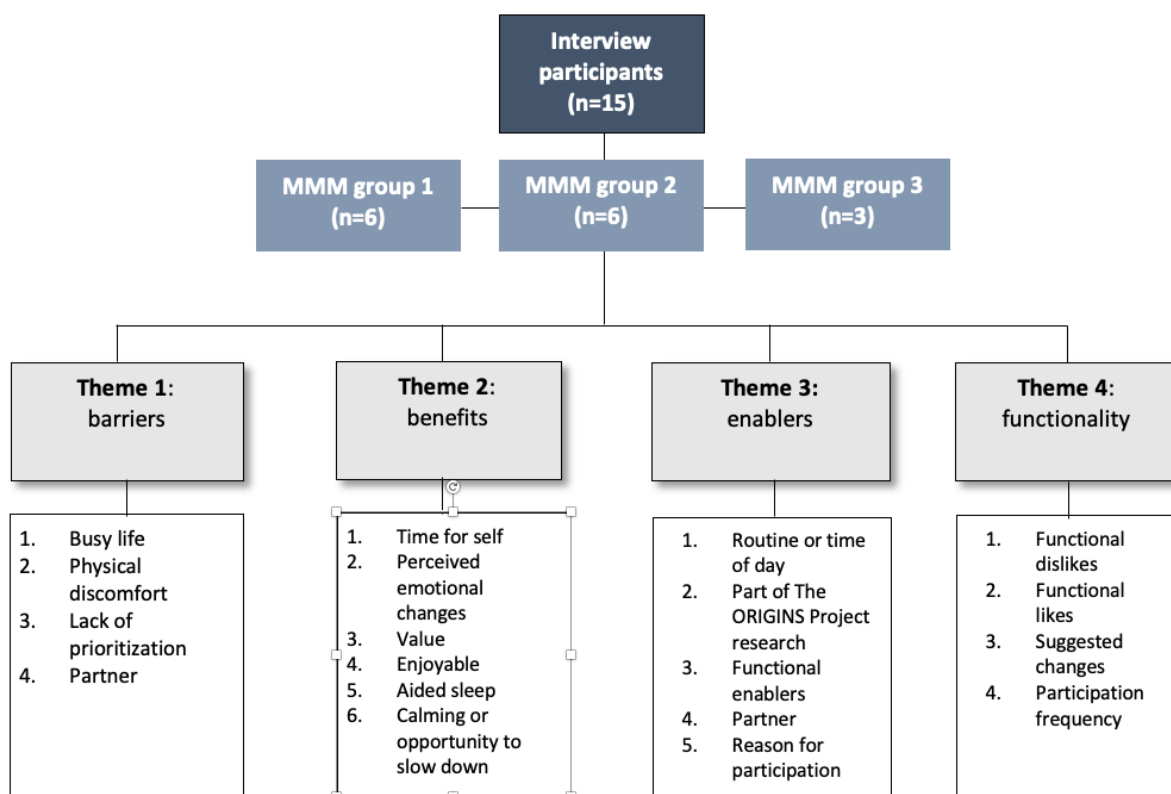 Interview
participants
(n=15)
MMM group 1
(n=6)
MMM group 2
(n=6)
MMM group 3
(n=3)
Theme 1:
barriers
Theme 2:
benefits
Theme 3:
enablers
Theme 4:
functionality
1. Busy life
2. Physical
discomfort
3. Lack of
prioritization
4. Partner
1. Time for self
2. Perceived
emotional
changes
3. Value
4. Enjoyable
5. Aided sleep
6. Calming or
opportunity to
slow down
1. Routine or time
of day
2. Part of The
ORIGINS Project
research
3. Functional
enablers
4. Partner
5. Reason for
participation
1. Functional
dislikes
2. Functional
likes
3. Suggested
changes
4. Participation
frequency